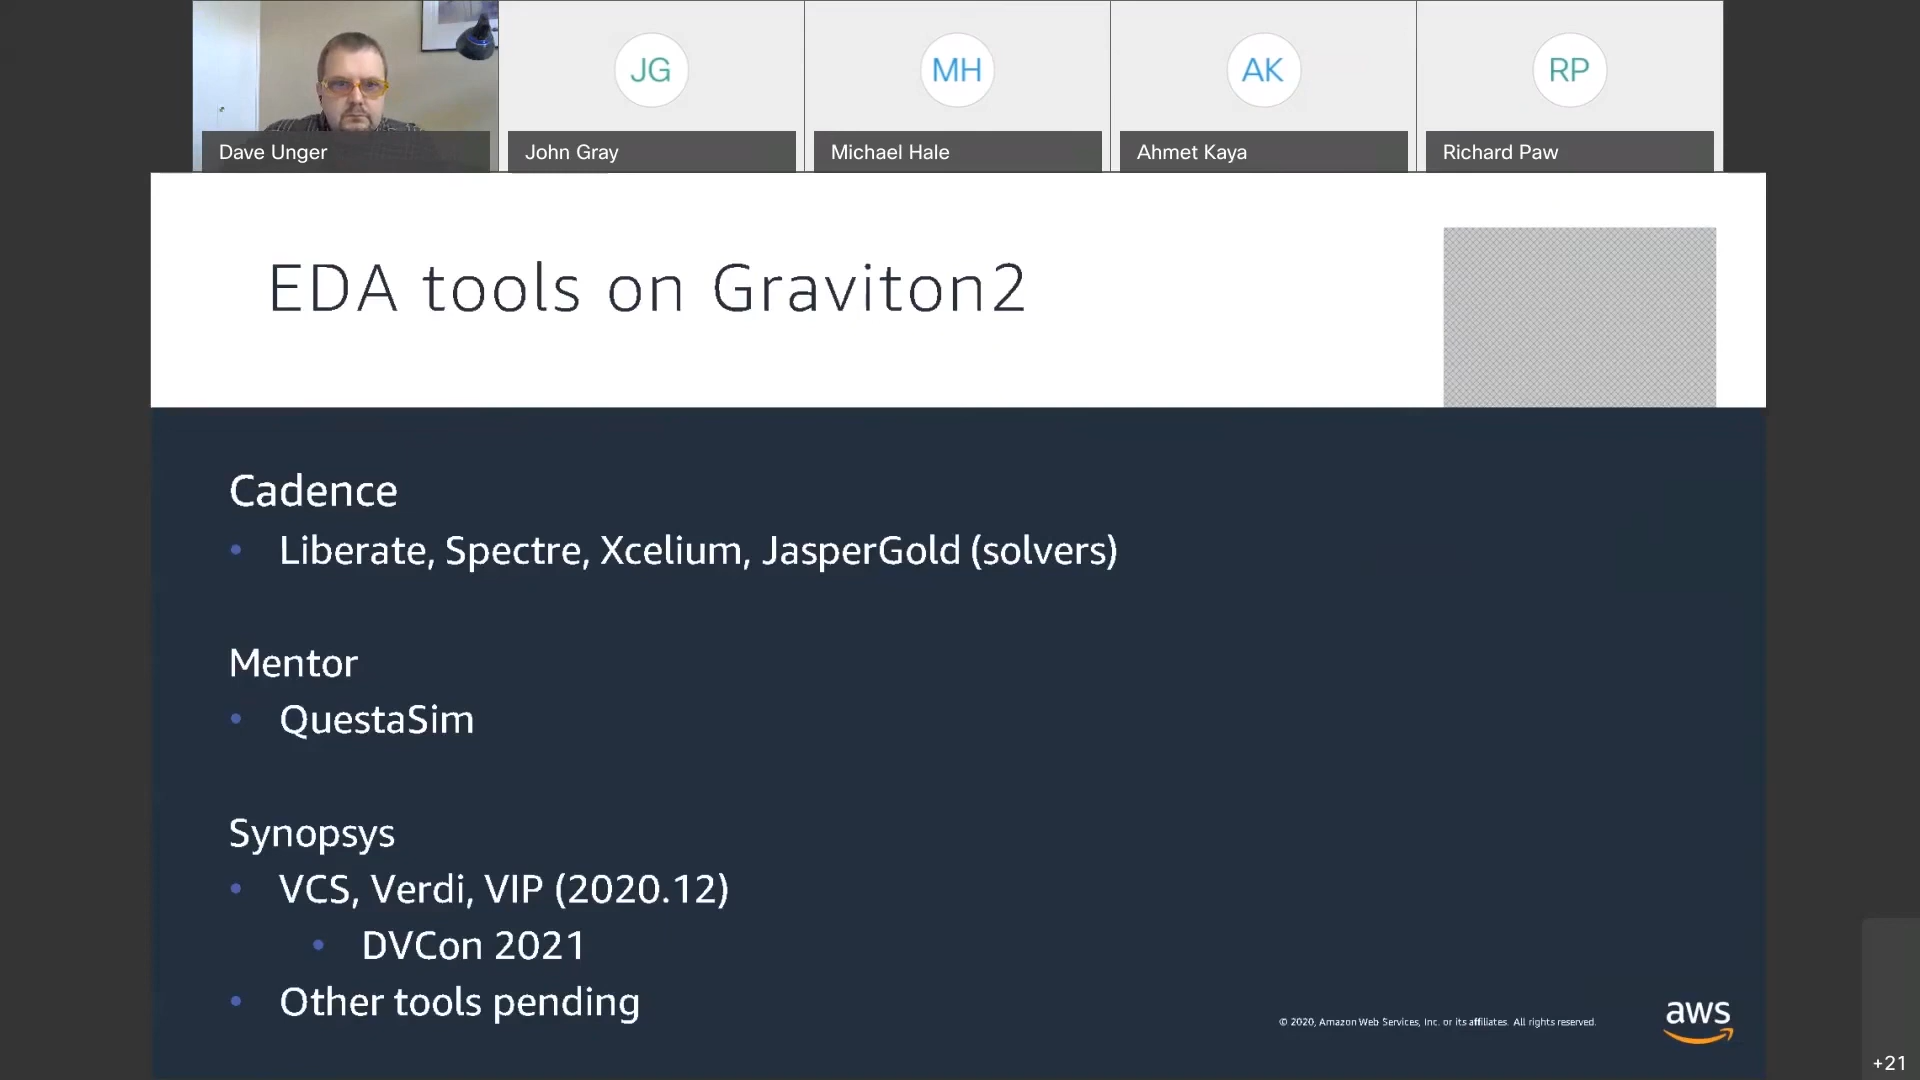 JG
MH
AK
RP
Dave Unger
John Gray
Michael Hale
Ahmet Kaya
Richard Paw
EDA tools on Graviton2
Cadence
• Liberate, Spectre, Xcelium, JasperGold (solvers)
Mentor
• QuestaSim
Synopsys
• VCS, Verdi, VIP (2020.12)
• DVCon 2021
• Other tools pending
© 2020, Amazon Web Services, Inc. or its affiliates. All rights reserved.
aws
+21